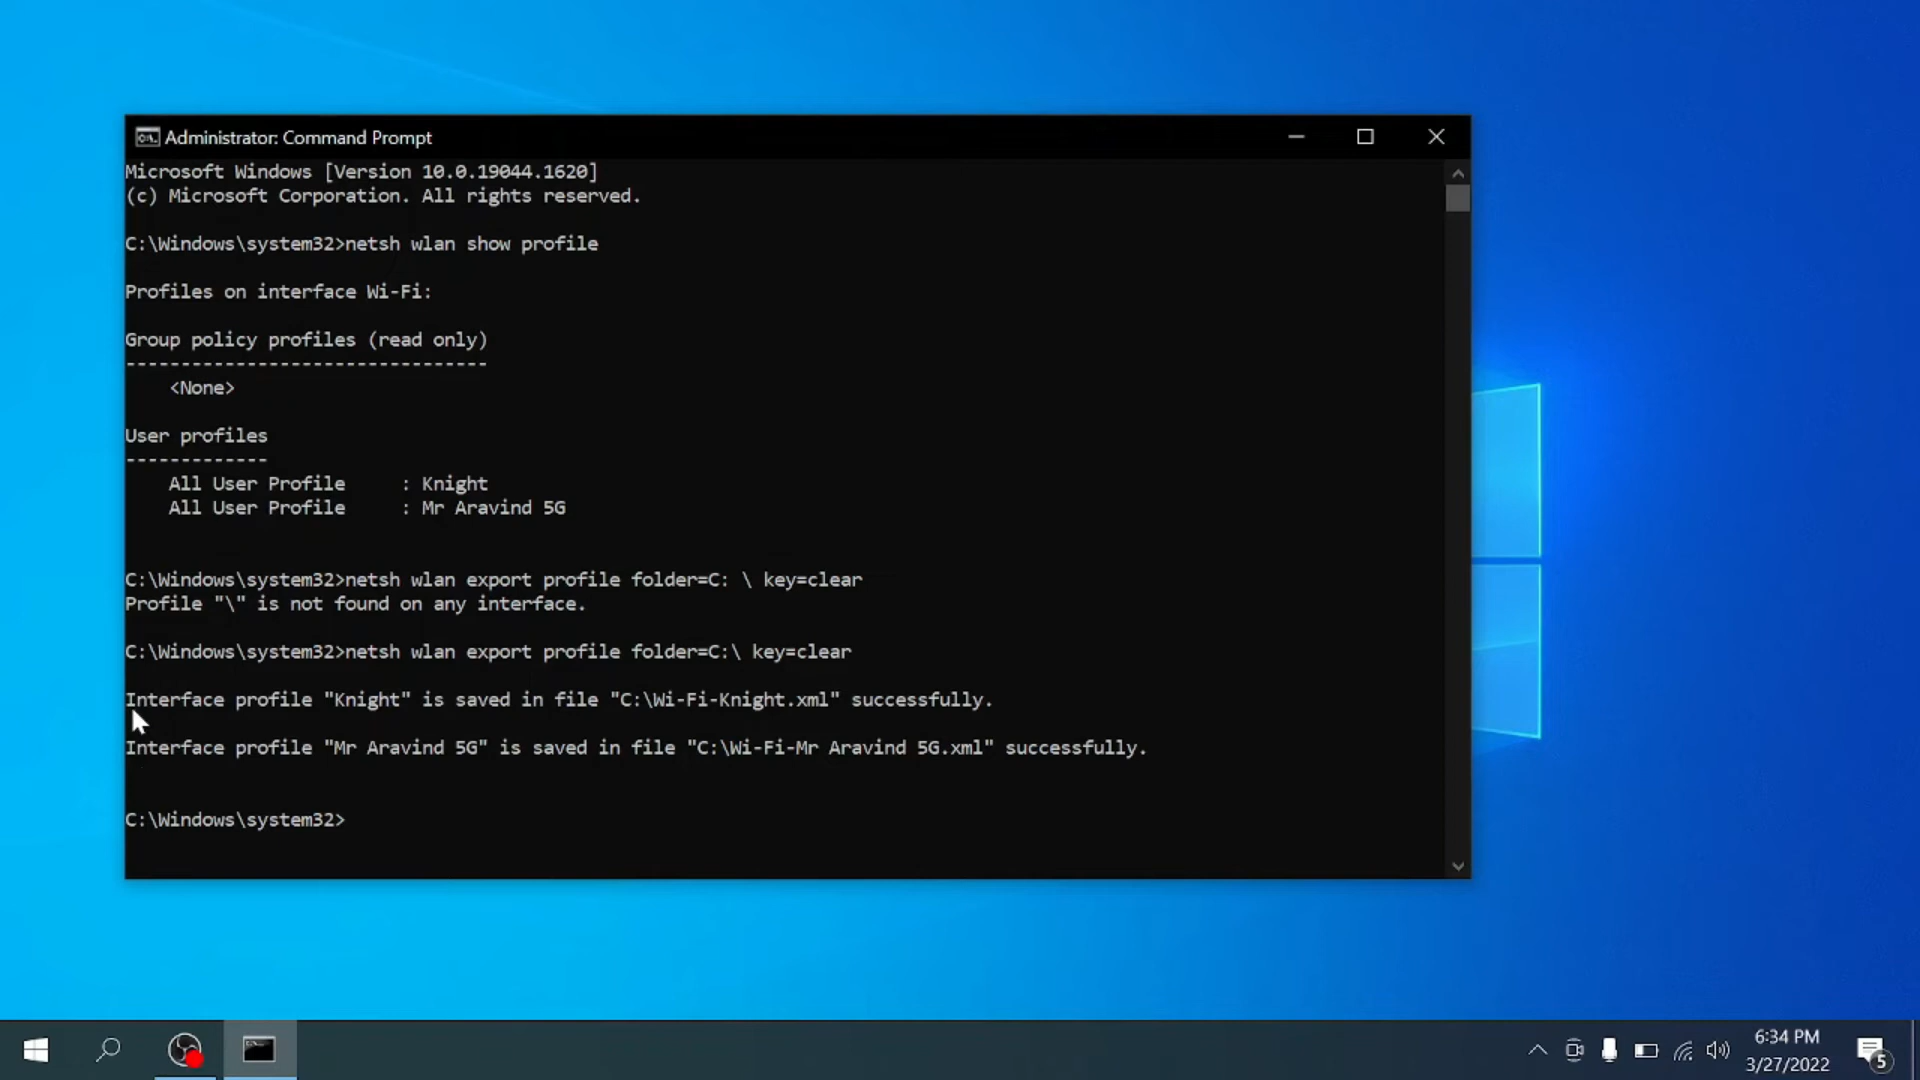 Administrator: Command Prompt
Microsoft Windows [Version 10.0.19044.1620]
(c) Microsoft Corporation. All rights reserved.
C:\Windows\system32>netsh wlan show profile
Profiles on interface Wi-Fi:
Group policy profiles (read only)
---------------------------------
<None>
User profiles
-------------
All User Profile     : Knight
All User Profile     : Mr Aravind 5G
C:\Windows\system32>netsh wlan export profile folder=C: \ key=clear
Profile "\" is not found on any interface.
C:\Windows\system32>netsh wlan export profile folder=C:\ key=clear
Interface profile "Knight" is saved in file "C:\Wi-Fi-Knight.xml" successfully.
Interface profile "Mr Aravind 5G" is saved in file "C:\Wi-Fi-Mr Aravind 5G.xml" successfully.
C:\Windows\system32>
6:34 PM
3/27/2022
5